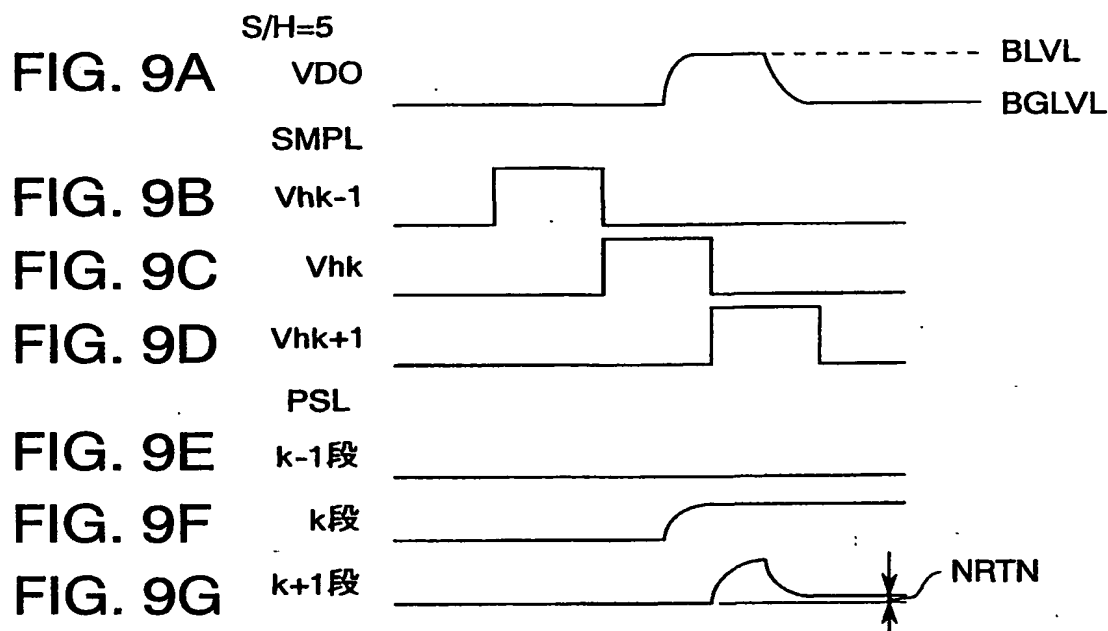 S/H=5
FIG. 9A VDO BLVL
BGLVL
SMPL
FIG. 9B Vhk-1
FIG. 9C Vhk
FIG. 9D Vhk+1
PSL
FIG. 9E k-1段
FIG. 9F k段
FIG. 9G k+1段 NRTN